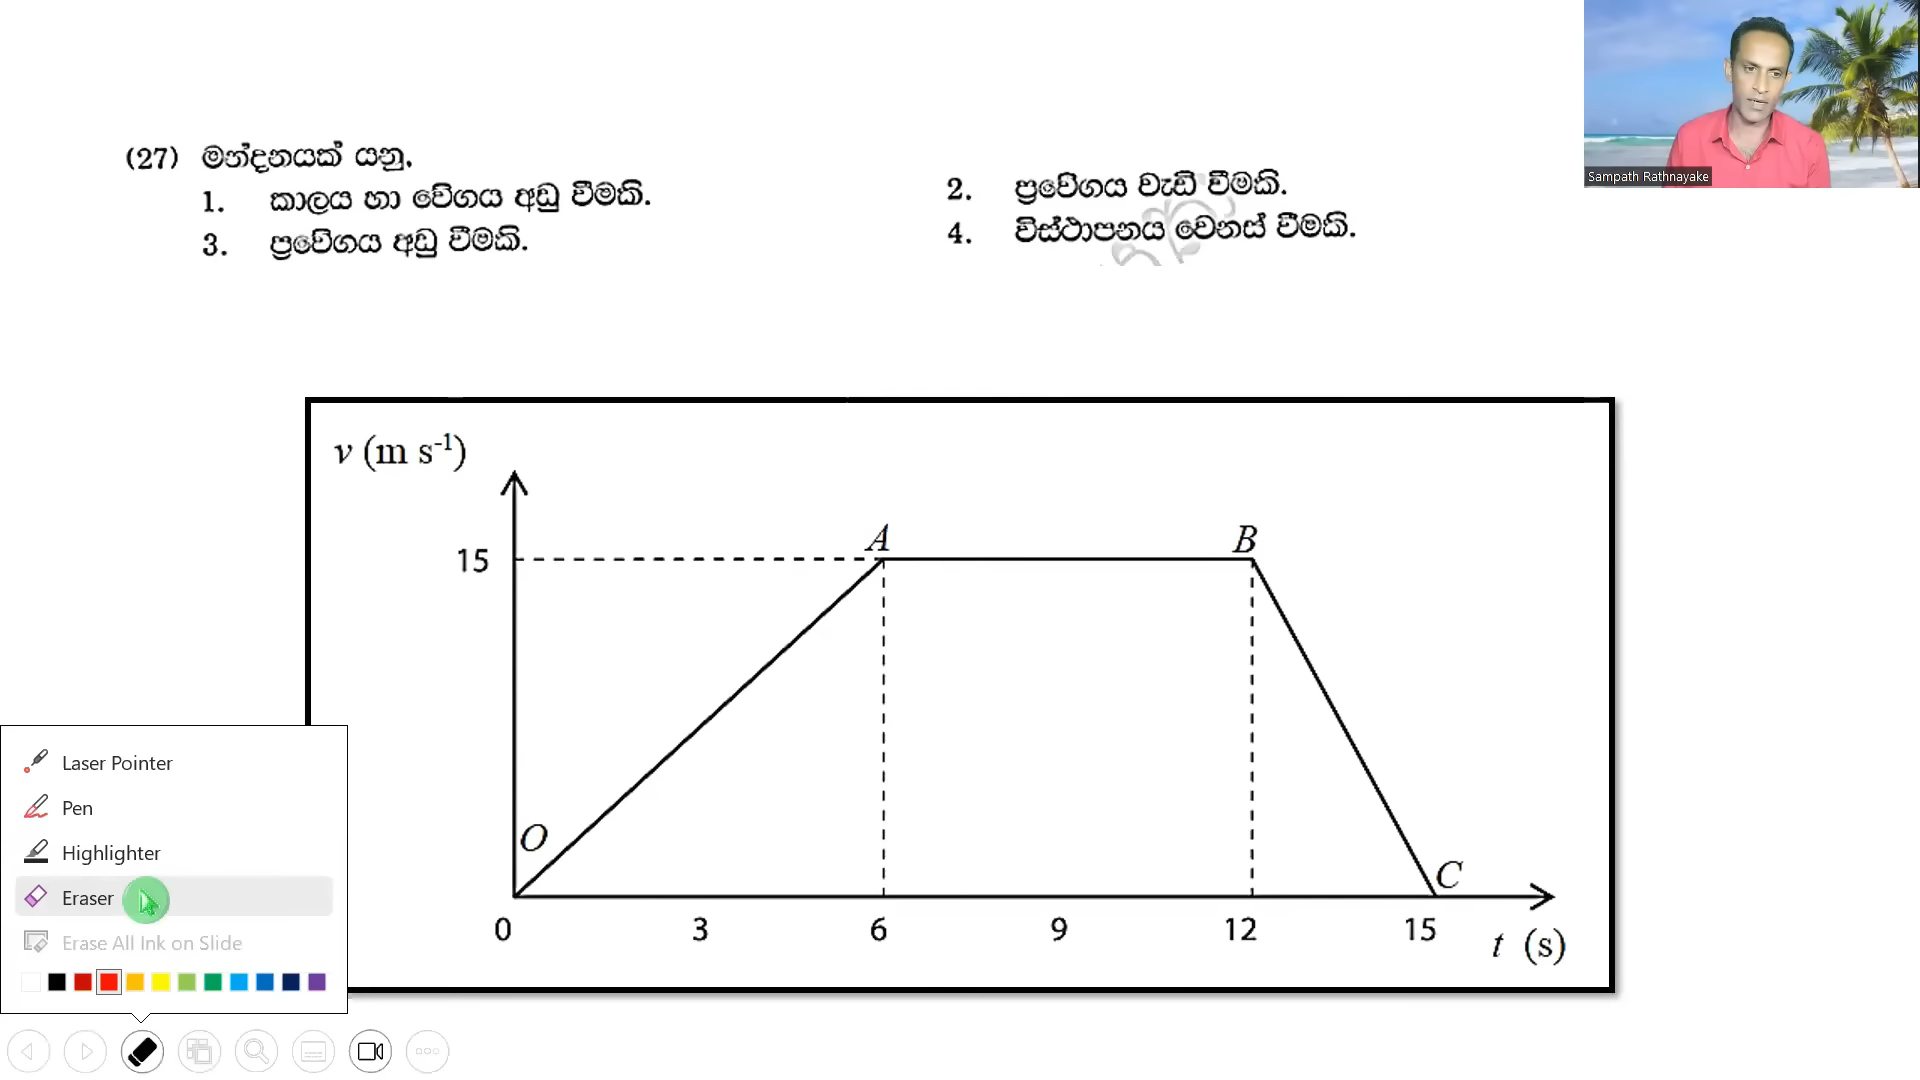 (27) මන්දනයක් යනු,
1. කාලය හා වේගය අඩු වීමකි.
2. ප්‍රවේගය වැඩි වීමකි.
3. ප්‍රවේගය අඩු වීමකි.
4. විස්ථාපනය වෙනස් වීමකි.
Sampath Rathnayake
v (m s⁻¹)
15
A
B
O
C
0 3 6 9 12 15
t (s)
Laser Pointer
Pen
Highlighter
Eraser
Erase All Ink on Slide